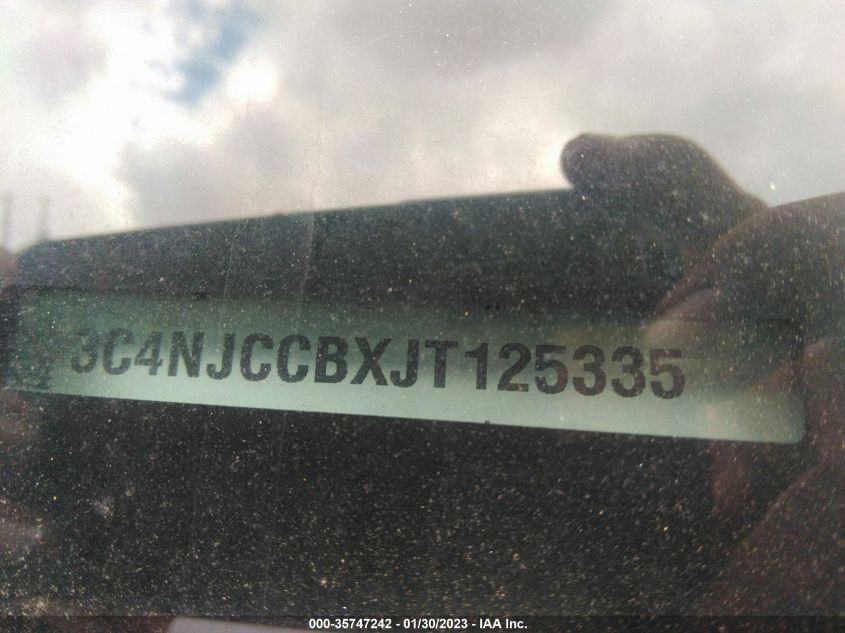 3C4NJCCBXJT125335
000-35747242 - 01/30/2023 - IAA Inc.